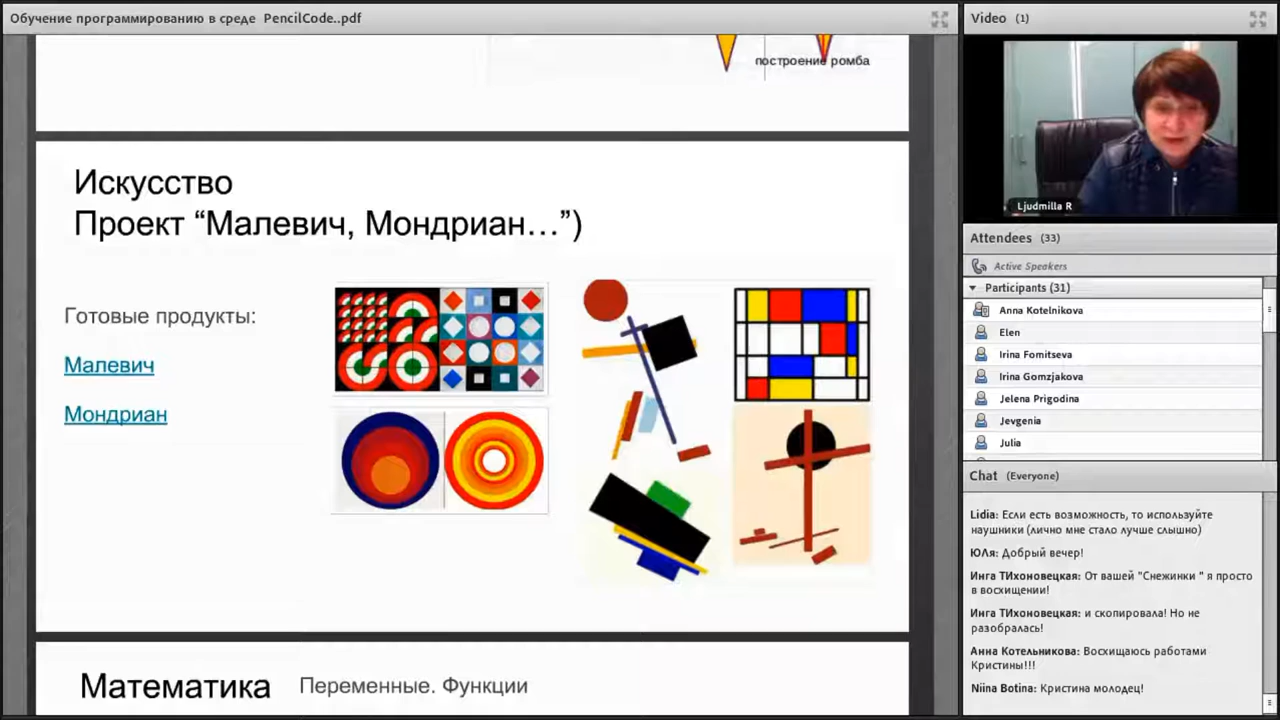 Обучение программированию в среде PencilCode..pdf
построение ромба
Искусство
Проект “Малевич, Мондриан…”)
Готовые продукты:
Малевич
Мондриан
Математика
Переменные. Функции
Video (1)
Ljudmilla R
Attendees (33)
Active Speakers
Participants (31)
Anna Kotelnikova
Elen
Irina Fomitseva
Irina Gomzjakova
Jelena Prigodina
Jevgenia
Julia
Chat (Everyone)
Lidia: Если есть возможность, то используйте
наушники (лично мне стало лучше слышно)
ЮЛя: Добрый вечер!
Инга ТИхоновецкая: От вашей "Снежинки " я просто
в восхищении!
Инга ТИхоновецкая: и скопировала! Но не
разобралась!
Анна Котельникова: Восхищаюсь работами
Кристины!!!
Niina Botina: Кристина молодец!